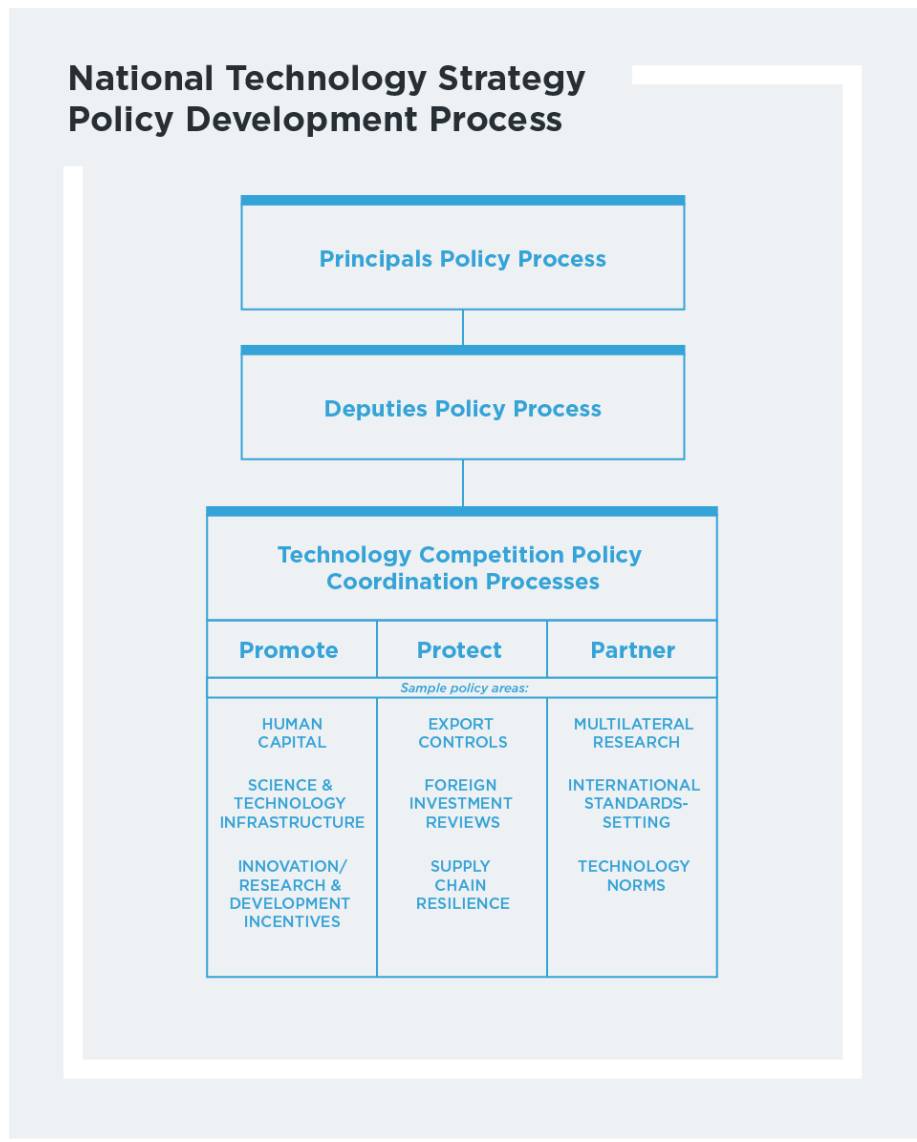 National Technology Strategy
Policy Development Process
Principals Policy Process
Deputies Policy Process
Technology Competition Policy
Coordination Processes
Promote
Protect
Partner
Sample policy areas:
HUMAN
CAPITAL
SCIENCE &
TECHNOLOGY
INFRASTRUCTURE
INNOVATION/
RESEARCH &
DEVELOPMENT
INCENTIVES
EXPORT
CONTROLS
FOREIGN
INVESTMENT
REVIEWS
SUPPLY
CHAIN
RESILIENCE
MULTILATERAL
RESEARCH
INTERNATIONAL
STANDARDS-
SETTING
TECHNOLOGY
NORMS